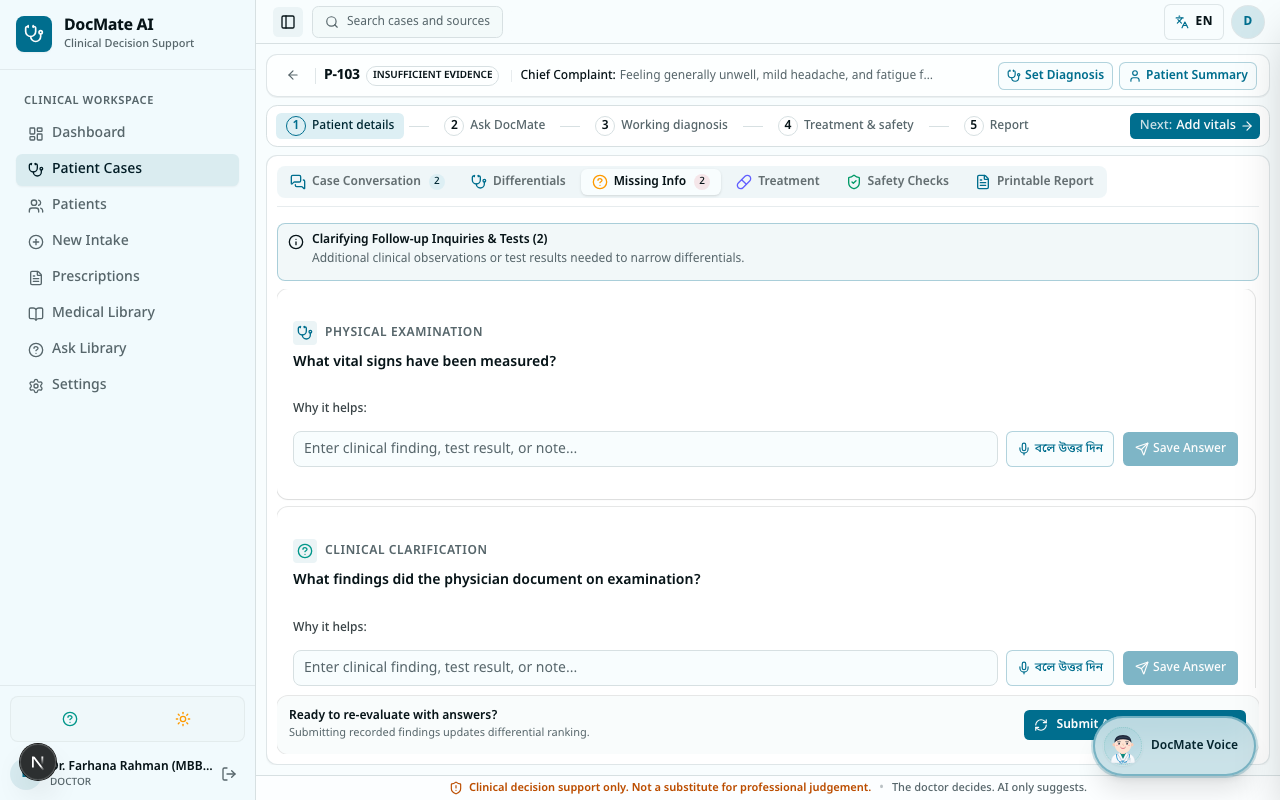 DocMate AI
Clinical Decision Support
CLINICAL WORKSPACE
Dashboard
Patient Cases
Patients
New Intake
Prescriptions
Medical Library
Ask Library
Settings
N
Dr. Farhana Rahman (MBB...
DOCTOR
Search cases and sources
EN
D
P-103
INSUFFICIENT EVIDENCE
Chief Complaint: Feeling generally unwell, mild headache, and fatigue f...
Set Diagnosis
Patient Summary
1 Patient details
2 Ask DocMate
3 Working diagnosis
4 Treatment & safety
5 Report
Next: Add vitals
Case Conversation 2
Differentials
Missing Info 2
Treatment
Safety Checks
Printable Report
Clarifying Follow-up Inquiries & Tests (2)
Additional clinical observations or test results needed to narrow differentials.
PHYSICAL EXAMINATION
What vital signs have been measured?
Why it helps:
Enter clinical finding, test result, or note...
বলে উত্তর দিন
Save Answer
CLINICAL CLARIFICATION
What findings did the physician document on examination?
Why it helps:
Enter clinical finding, test result, or note...
বলে উত্তর দিন
Save Answer
Ready to re-evaluate with answers?
Submitting recorded findings updates differential ranking.
Submit
DocMate Voice
Clinical decision support only. Not a substitute for professional judgement. • The doctor decides. AI only suggests.